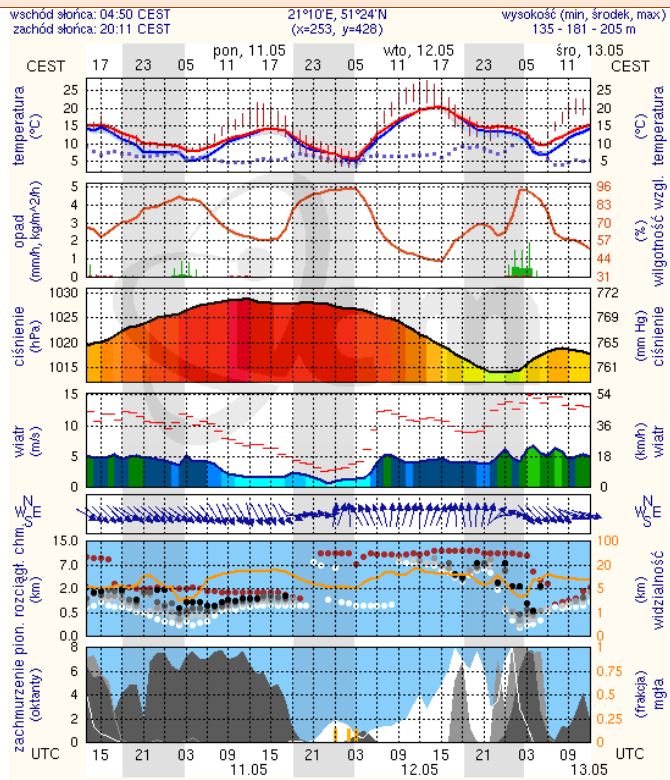 wschód słońca: 04:50 CEST 21°10'E, 51°24'N wysokość (min, środek, max)
zachód słońca: 20:11 CEST (x=253, y=428) 135 - 181 - 205 m
pon, 11.05 wto, 12.05 śro, 13.05
CEST 17 23 05 11 17 23 05 11 17 23 05 11 CEST
temperatura (°C) 25 20 15 10 5 25 20 15 10 5 temperatura (°C)
opad (mm/h, kg/m^2/h) 5 4 3 2 1 0 96 83 70 57 44 31 (%) wilgotność wzgl.
ciśnienie (hPa) 1030 1025 1020 1015 772 769 765 761 (mm Hg) ciśnienie
wiatr (m/s) 15 10 5 0 54 36 18 0 (km/h) wiatr
N W E S N W E S
pion. rozciągł. chm. (km) 15.0 7.0 2.0 0.5 0.0 100 20 5 1 0 (km) widzialność
zachmurzenie (oktanty) 8 6 4 2 0 1 0.75 0.5 0.25 0 (frakcja) mgła
UTC 15 21 03 09 15 21 03 09 15 21 03 09 UTC
11.05 12.05 13.05